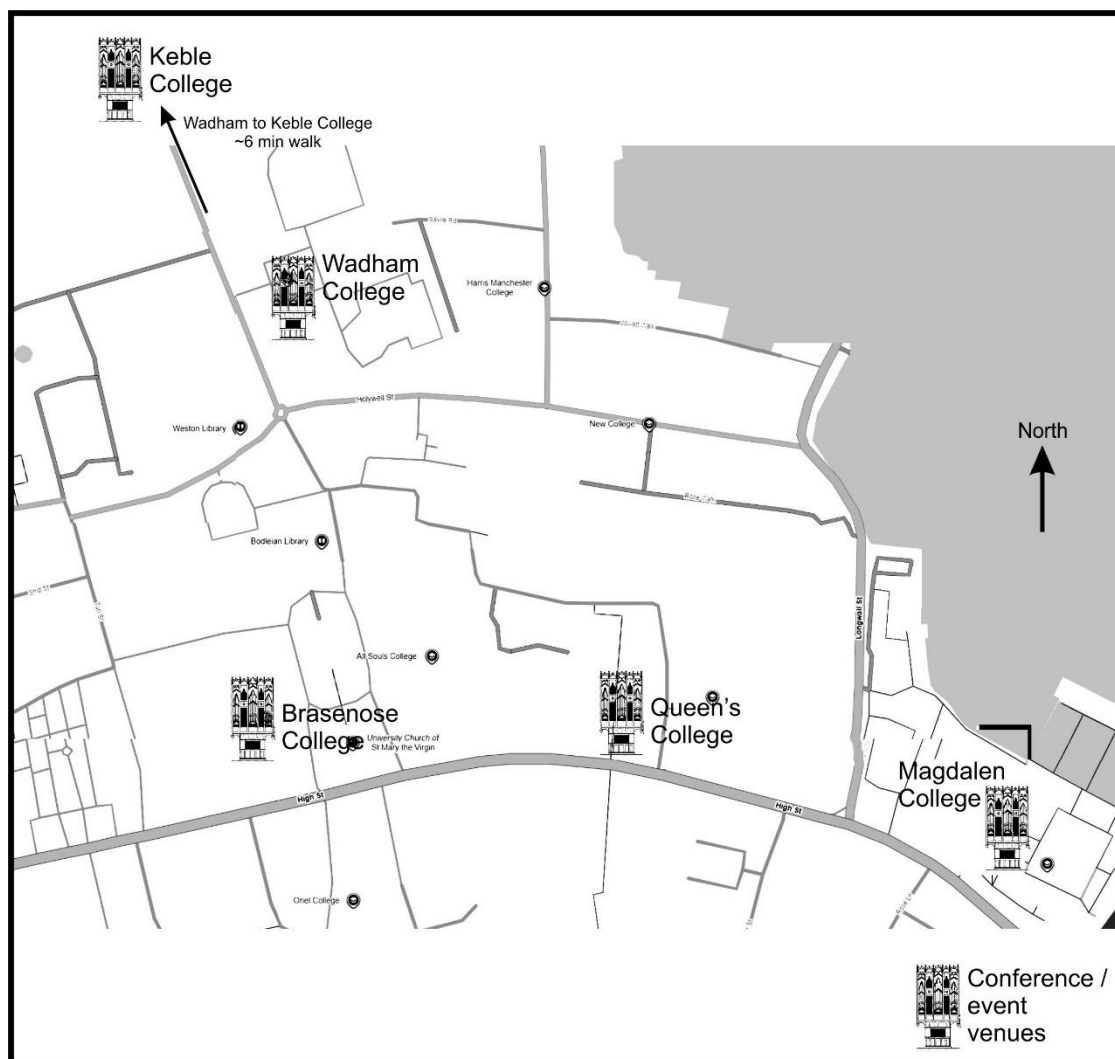 Keble
College
Wadham to Keble College
~6 min walk
Savile Rd
Wadham
College
Harris Manchester
College
Holywell St
Weston Library
New College
North
Bodleian Library
Longwall St
All Souls College
Brasenose
College
University Church of
St Mary the Virgin
Queen's
College
High St
High St
Magdalen
College
Oriel College
Conference /
event
venues